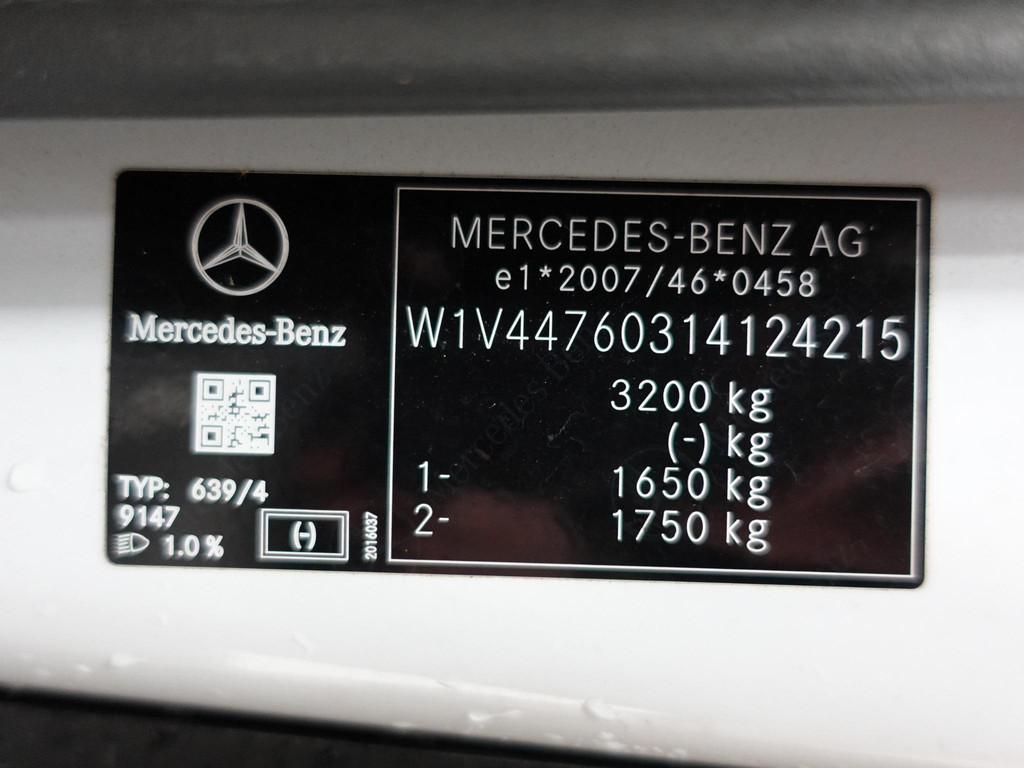 Mercedes-Benz
TYP: 639/4
9147
1.0 %
(-)
2016037
MERCEDES-BENZ AG
e1*2007/46*0458
W1V44760314124215
3200 kg
(-) kg
1- 1650 kg
2- 1750 kg